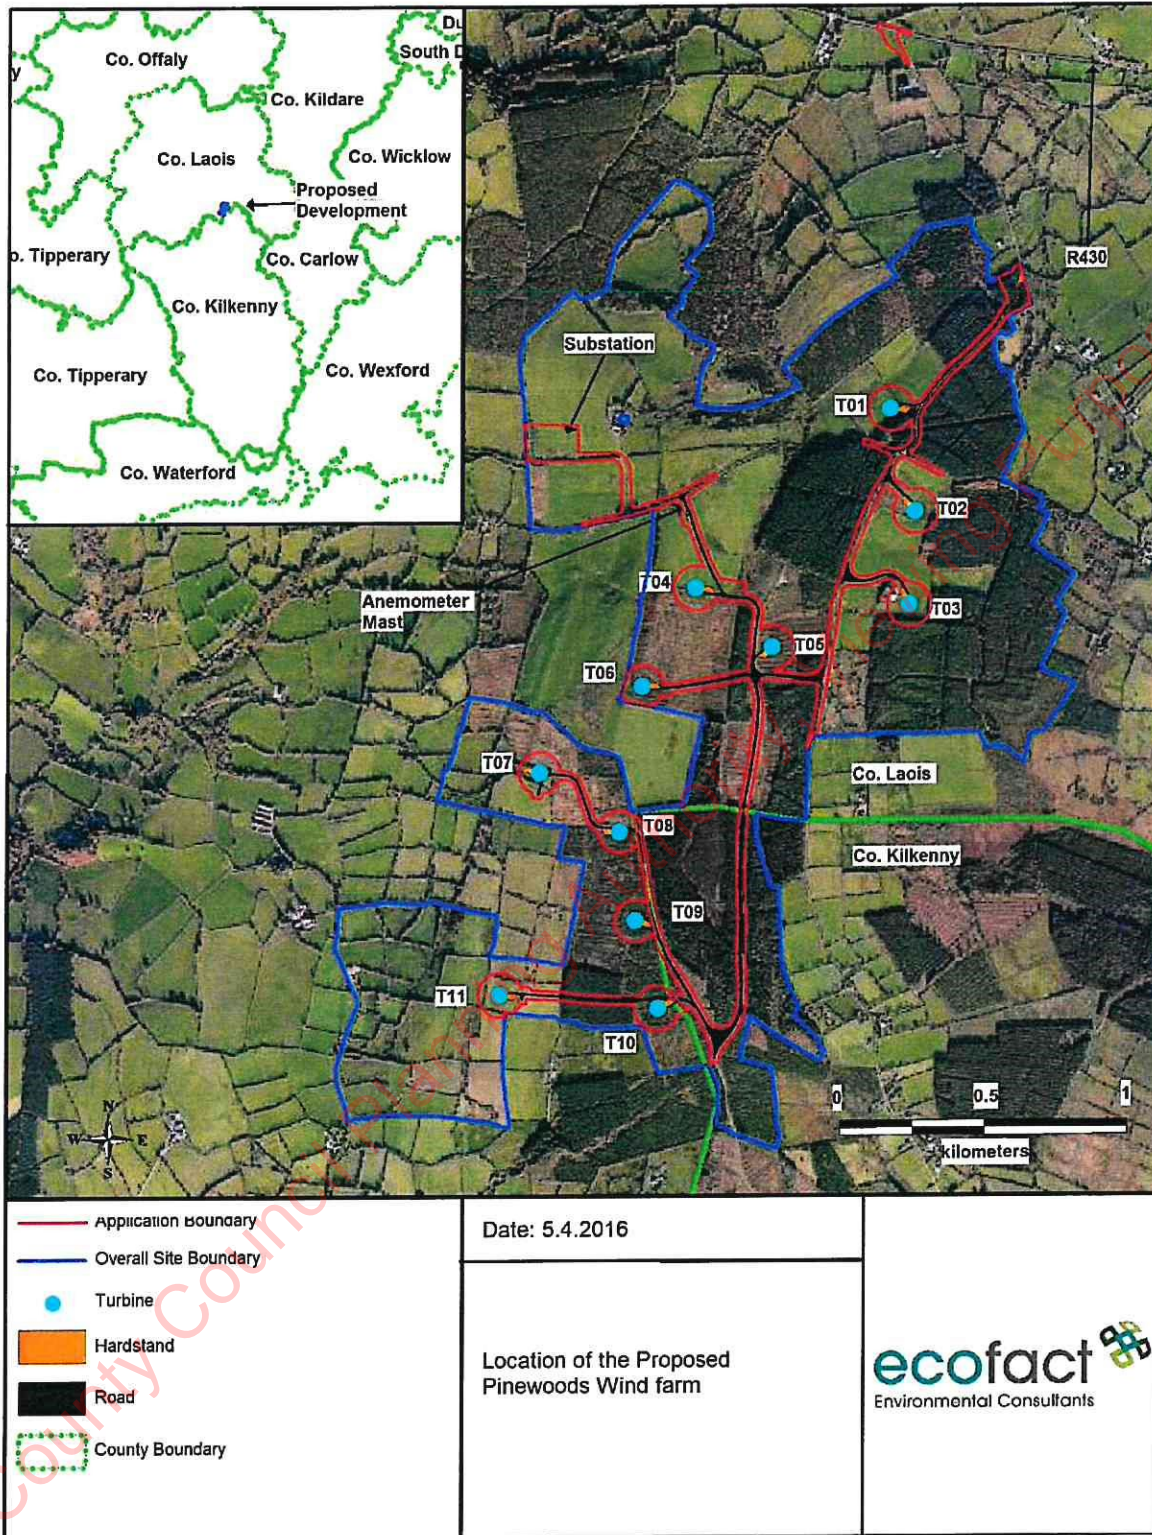 Co. Offaly
South D
Co. Kildare
Co. Laois
Co. Wicklow
Proposed
Development
Co. Carlow
Co. Kilkenny
Co. Tipperary
Co. Wexford
Co. Waterford
R430
Substation
T01
T02
T04
T03
Anemometer
Mast
T05
T06
T07
Co. Laois
T08
Co. Kilkenny
T09
T11
T10
0 0.5 1
kilometers
N
W E
S
Application Boundary
Overall Site Boundary
Turbine
Hardstand
Road
County Boundary
Date: 5.4.2016
Location of the Proposed
Pinewoods Wind farm
ecofact
Environmental Consultants